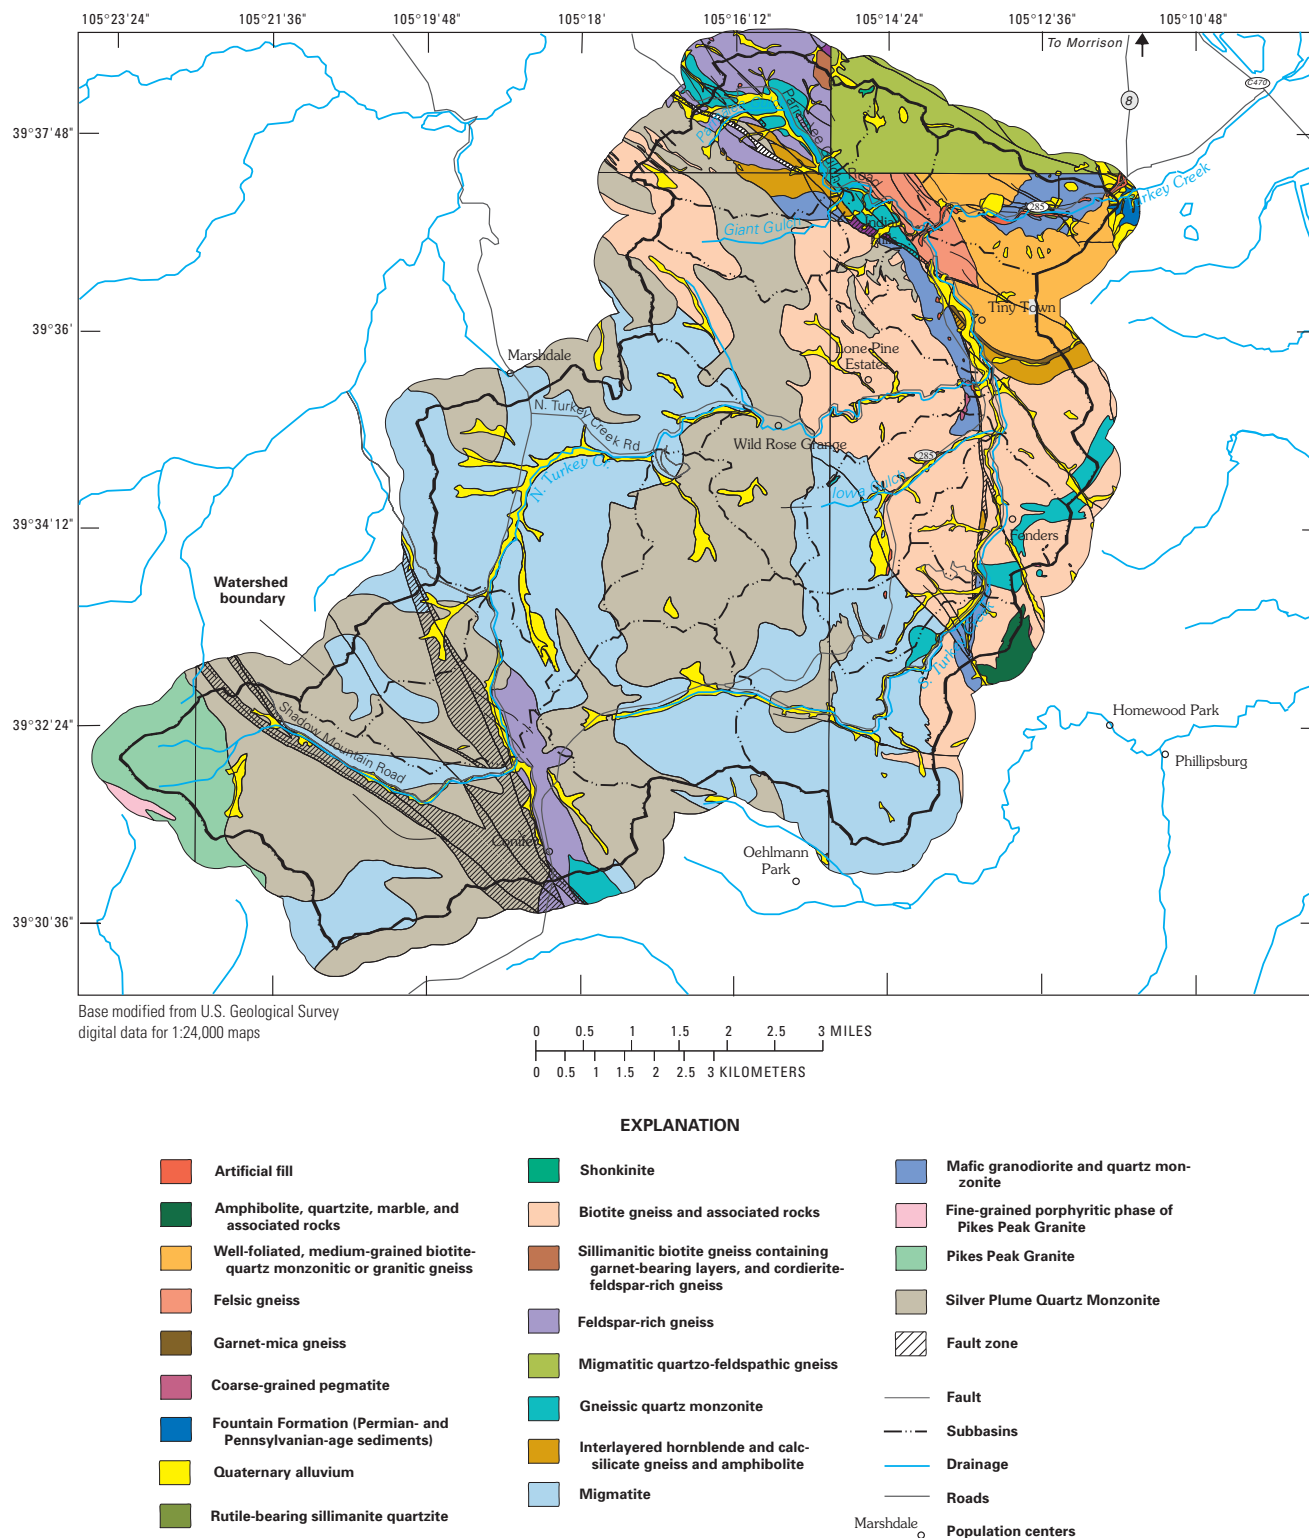 105°23'24"
105°21'36"
105°19'48"
105°18'
105°16'12"
105°14'24"
105°12'36"
105°10'48"
To Morrison
C470
8
39°37'48"
Turkey Creek
285
Giant Gulch
Tiny Town
39°36'
Lone Pine
Estates
Marshdale
N. Turkey Creek Rd
Wild Rose Grange
N. Turkey Cr.
285
Iowa Gulch
39°34'12"
Fenders
Watershed
boundary
39°32'24"
Shadow Mountain Road
Homewood Park
Phillipsburg
Conifer
Oehlmann
Park
39°30'36"
Base modified from U.S. Geological Survey
digital data for 1:24,000 maps
0 0.5 1 1.5 2 2.5 3 MILES
0 0.5 1 1.5 2 2.5 3 KILOMETERS
EXPLANATION
Artificial fill
Amphibolite, quartzite, marble, and
associated rocks
Well-foliated, medium-grained biotite-
quartz monzonitic or granitic gneiss
Felsic gneiss
Garnet-mica gneiss
Coarse-grained pegmatite
Fountain Formation (Permian- and
Pennsylvanian-age sediments)
Quaternary alluvium
Rutile-bearing sillimanite quartzite
Shonkinite
Biotite gneiss and associated rocks
Sillimanitic biotite gneiss containing
garnet-bearing layers, and cordierite-
feldspar-rich gneiss
Feldspar-rich gneiss
Migmatitic quartzo-feldspathic gneiss
Gneissic quartz monzonite
Interlayered hornblende and calc-
silicate gneiss and amphibolite
Migmatite
Mafic granodiorite and quartz mon-
zonite
Fine-grained porphyritic phase of
Pikes Peak Granite
Pikes Peak Granite
Silver Plume Quartz Monzonite
Fault zone
Fault
Subbasins
Drainage
Roads
Marshdale
Population centers